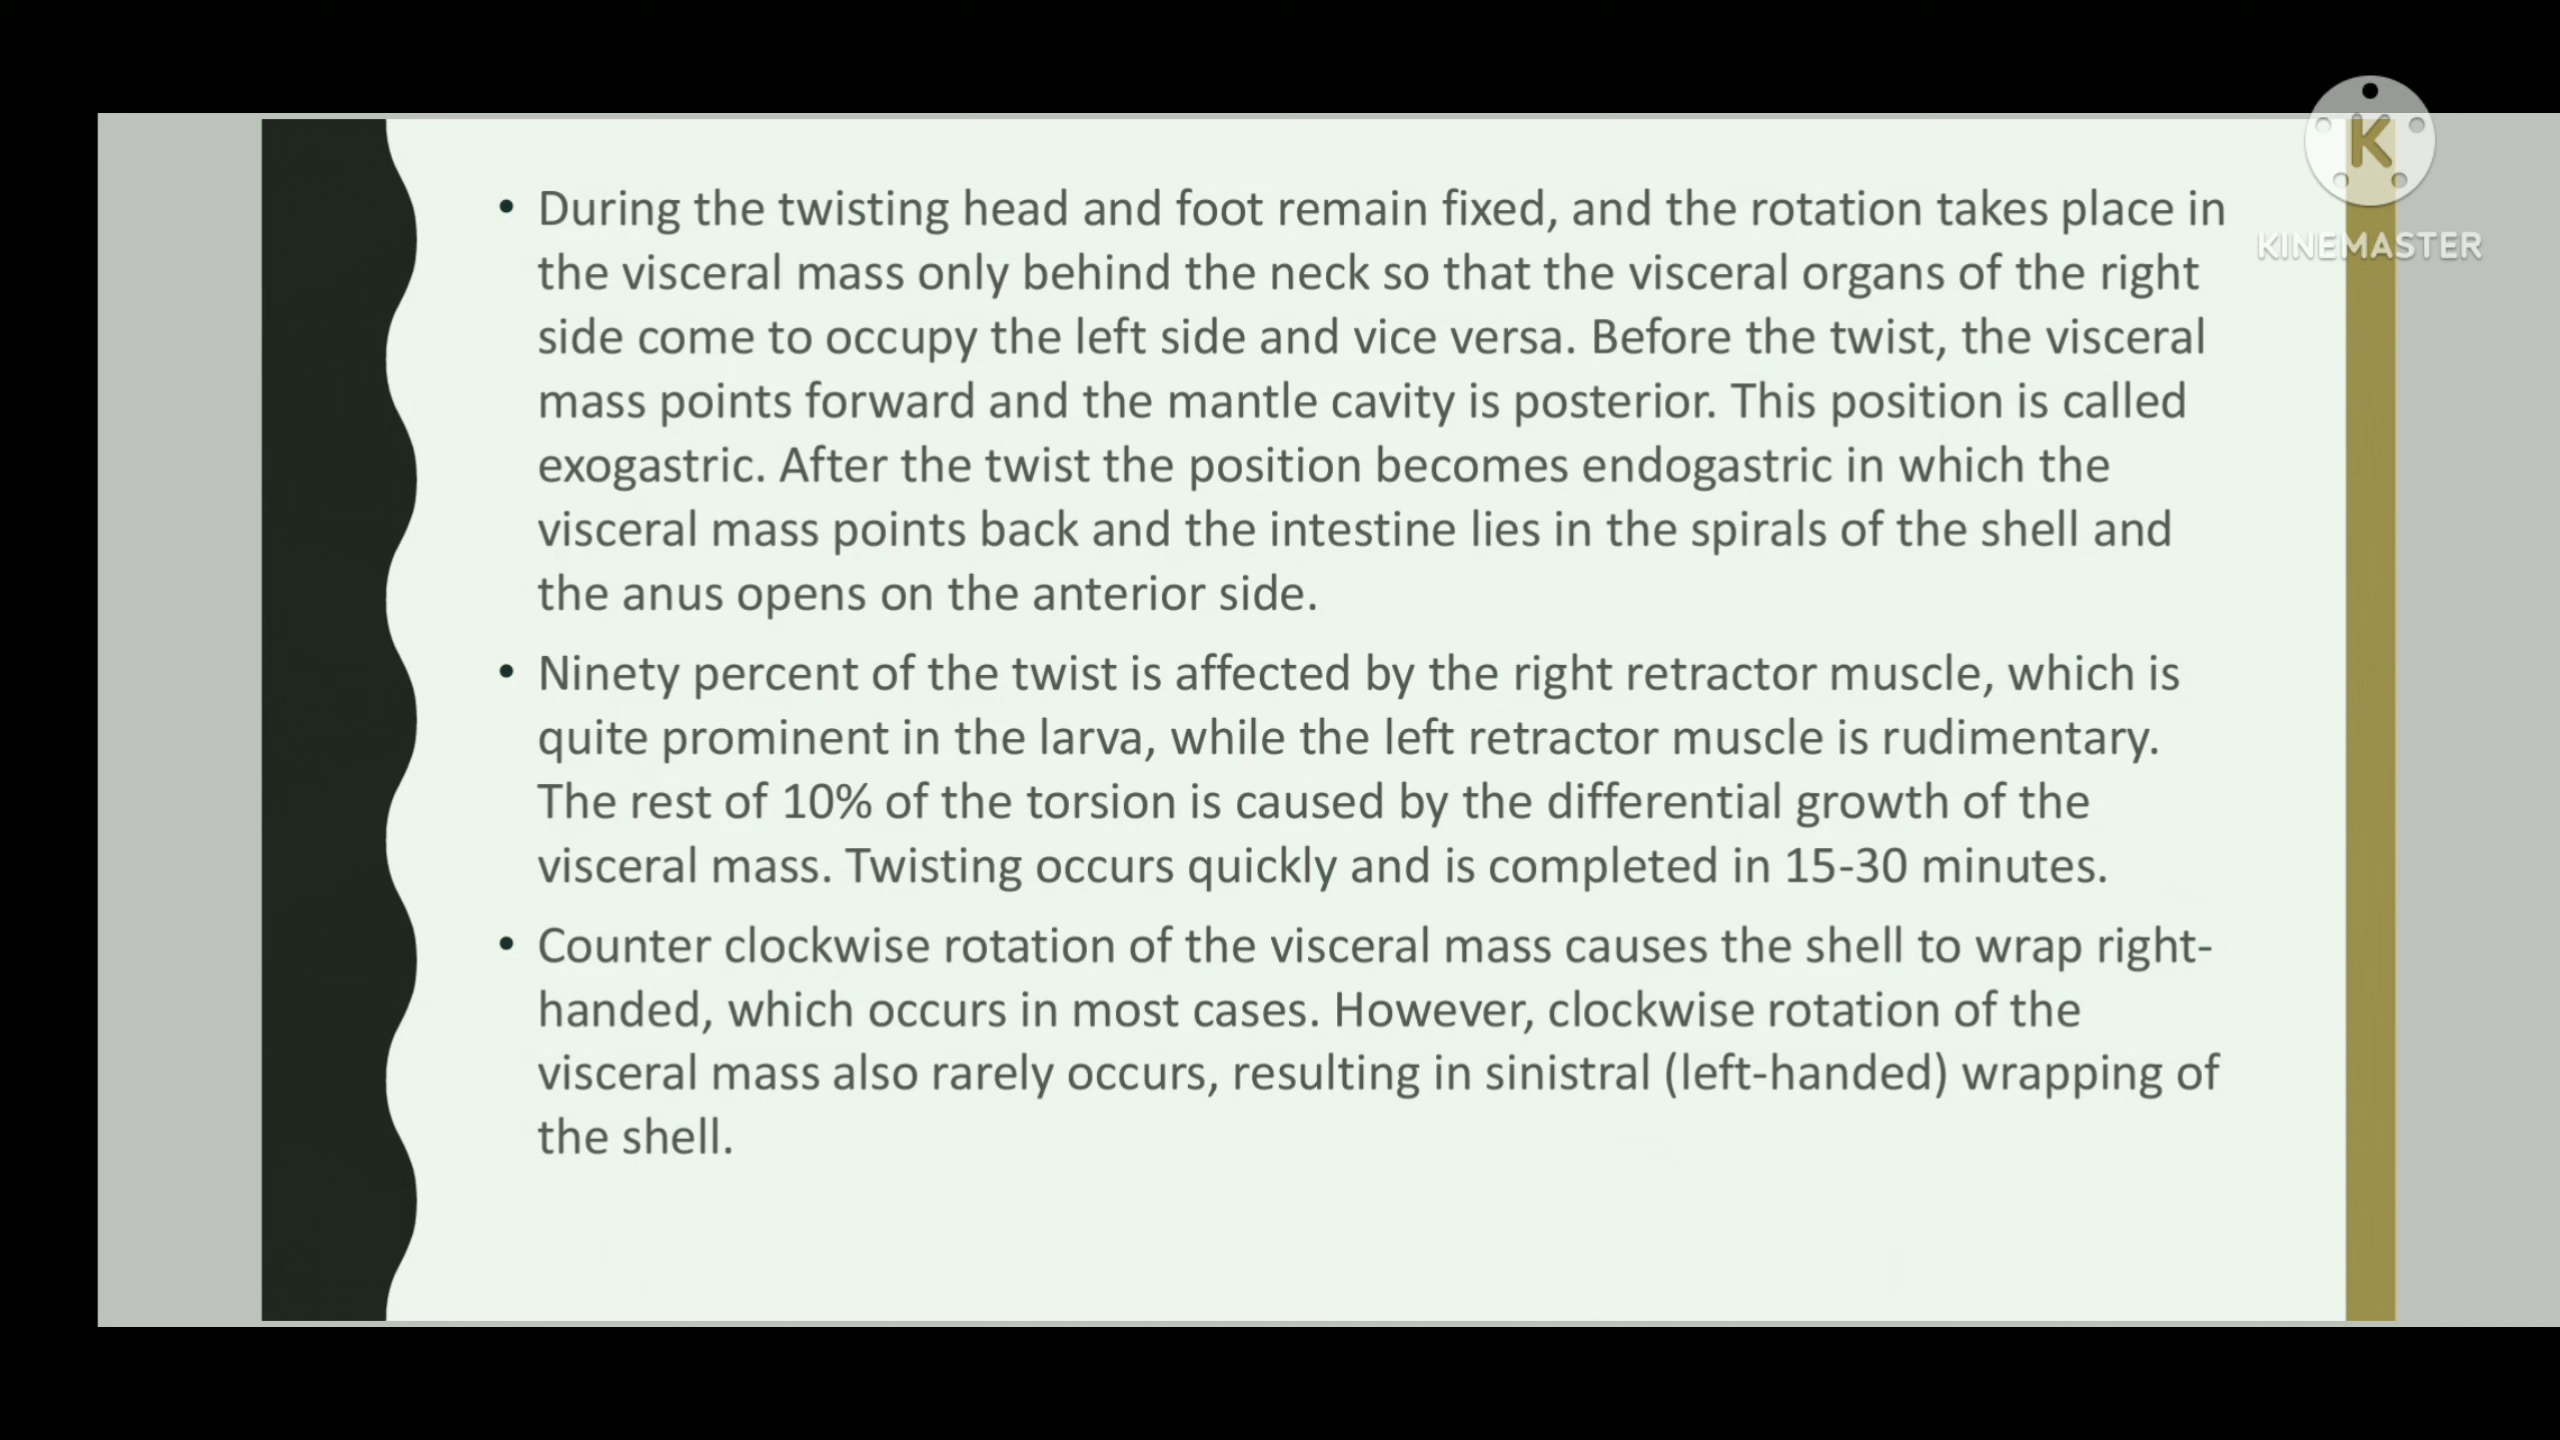 K
KINEMASTER
• During the twisting head and foot remain fixed, and the rotation takes place in
the visceral mass only behind the neck so that the visceral organs of the right
side come to occupy the left side and vice versa. Before the twist, the visceral
mass points forward and the mantle cavity is posterior. This position is called
exogastric. After the twist the position becomes endogastric in which the
visceral mass points back and the intestine lies in the spirals of the shell and
the anus opens on the anterior side.
• Ninety percent of the twist is affected by the right retractor muscle, which is
quite prominent in the larva, while the left retractor muscle is rudimentary.
The rest of 10% of the torsion is caused by the differential growth of the
visceral mass. Twisting occurs quickly and is completed in 15-30 minutes.
• Counter clockwise rotation of the visceral mass causes the shell to wrap right-
handed, which occurs in most cases. However, clockwise rotation of the
visceral mass also rarely occurs, resulting in sinistral (left-handed) wrapping of
the shell.